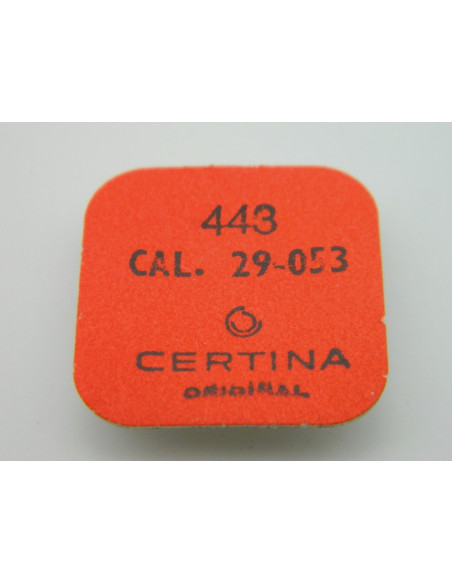 443
CAL. 29-053
CERTINA
ORIGINAL